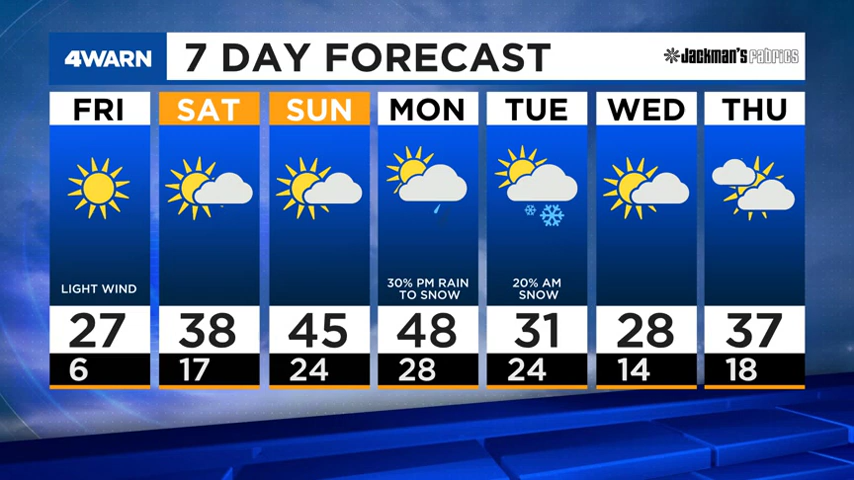 4WARN 7 DAY FORECAST Jackman's Fabrics
FRI SAT SUN MON TUE WED THU
LIGHT WIND 30% PM RAIN 20% AM
TO SNOW SNOW
27 38 45 48 31 28 37
6 17 24 28 24 14 18